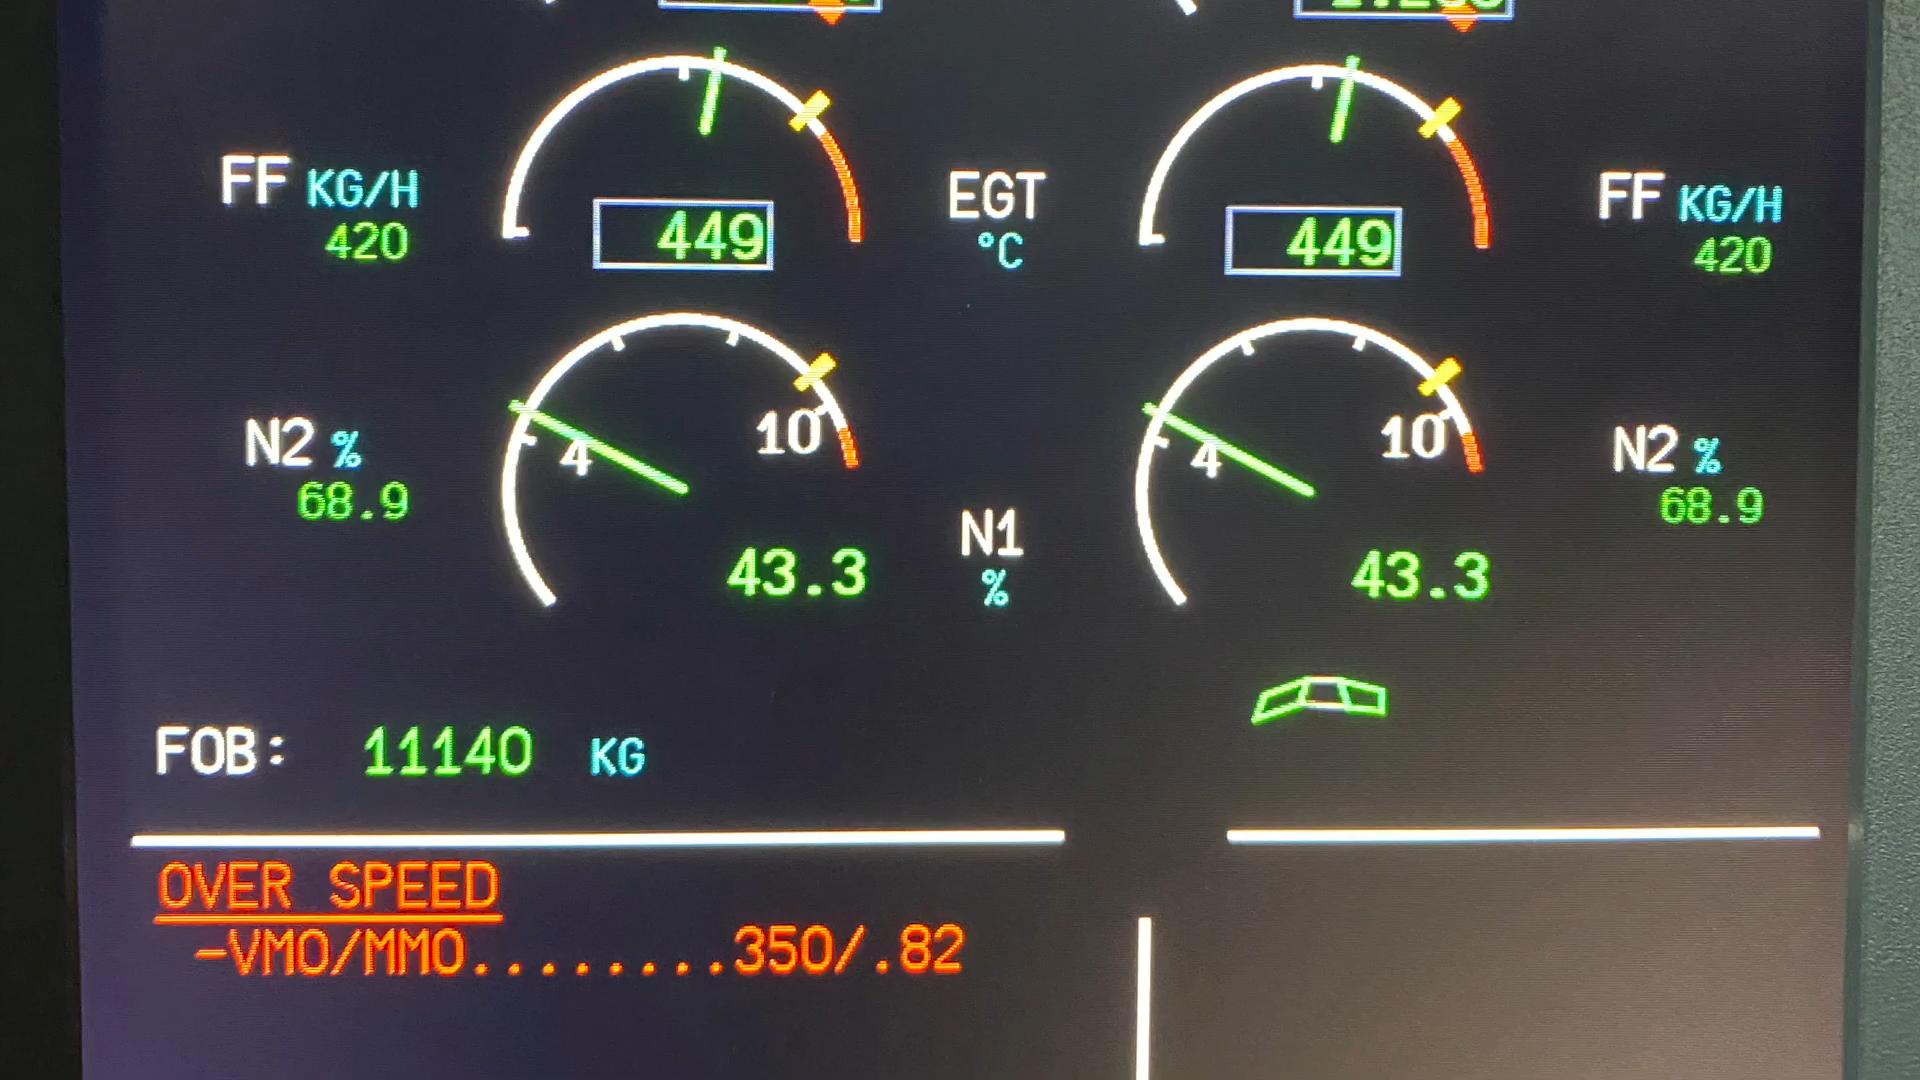 FF KG/H
420
449
EGT
°C
449
FF KG/H
420
N2 %
68.9
4
10
43.3
N1
%
4
10
43.3
N2 %
68.9
FOB: 11140 KG
OVER SPEED
-VMO/MMO........350/.82